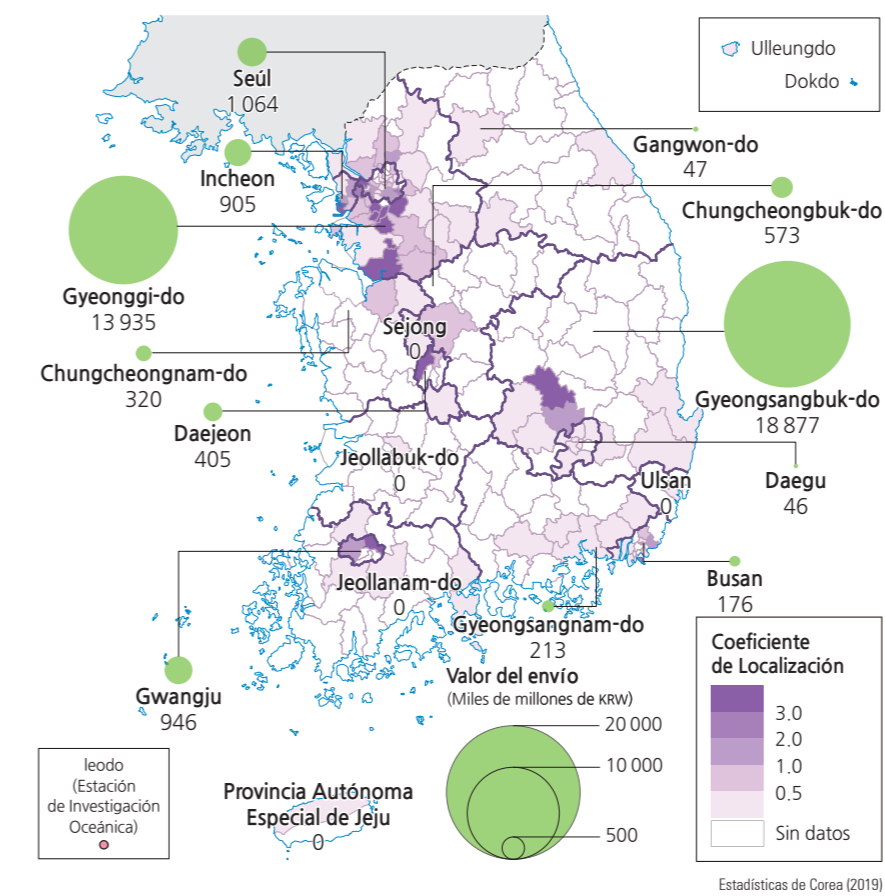 Ulleungdo
Dokdo
Seúl
1 064
Gangwon-do
47
Incheon
905
Chungcheongbuk-do
573
Gyeonggi-do
13 935
Sejong
0
Chungcheongnam-do
320
Gyeongsangbuk-do
18 877
Daejeon
405
Jeollabuk-do
0
Ulsan
0
Daegu
46
Jeollanam-do
0
Busan
176
Gyeongsangnam-do
213
Gwangju
946
Valor del envío
(Miles de millones de KRW)
20 000
10 000
500
Coeficiente
de Localización
3.0
2.0
1.0
0.5
Sin datos
Ieodo
(Estación
de Investigación
Oceánica)
Provincia Autónoma
Especial de Jeju
0
Estadísticas de Corea (2019)